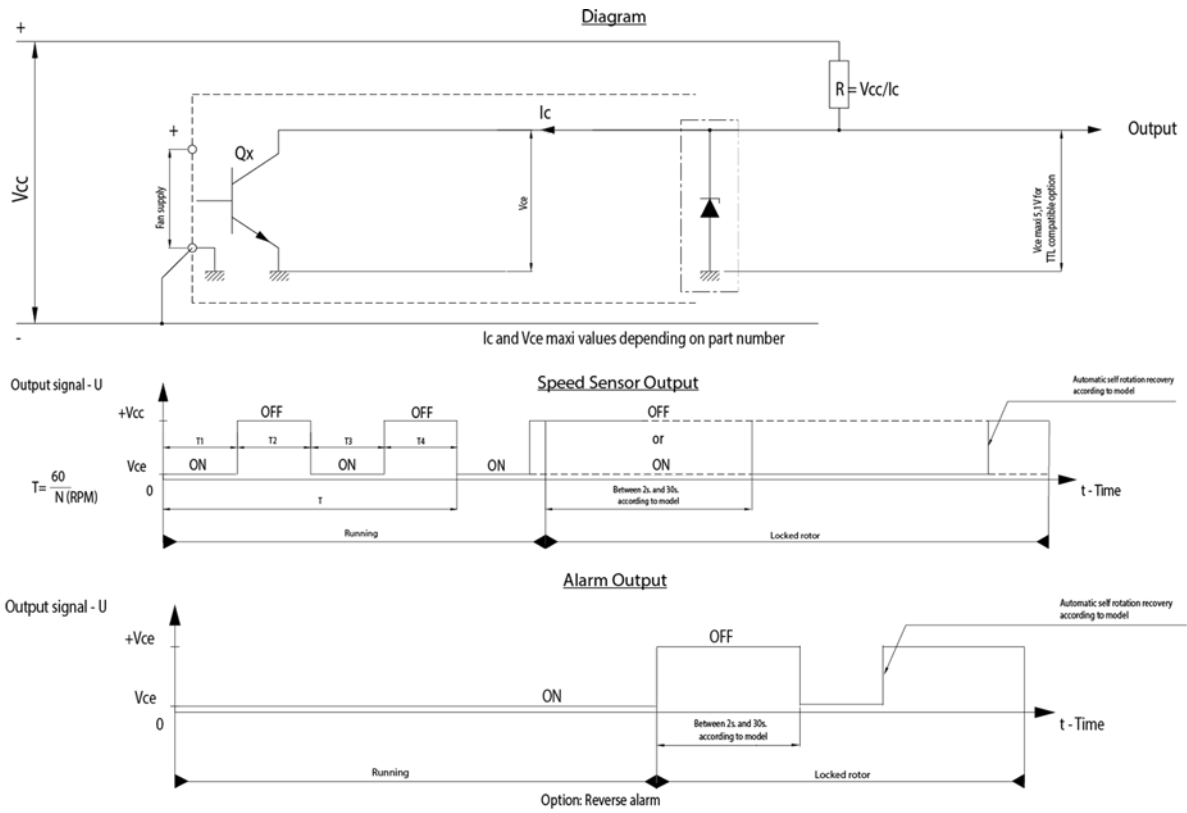 Diagram
+
R = Vcc/Ic
Ic
Output
+
Qx
Vcc
Fan supply
Vce
Vce maxi 5,1V for
TTL compatible option
-
Ic and Vce maxi values depending on part number
Output signal - U
Speed Sensor Output
Automatic self rotation recovery
according to model
+Vcc
OFF
OFF
OFF
T1
T2
T3
T4
or
Vce
ON
ON
ON
ON
T= 60
N (RPM)
0
Between 2s. and 30s.
according to model
t - Time
T
Running
Locked rotor
Alarm Output
Output signal - U
Automatic self rotation recovery
according to model
+Vce
OFF
Vce
ON
0
Between 2s. and 30s.
according to model
t - Time
Running
Locked rotor
Option: Reverse alarm